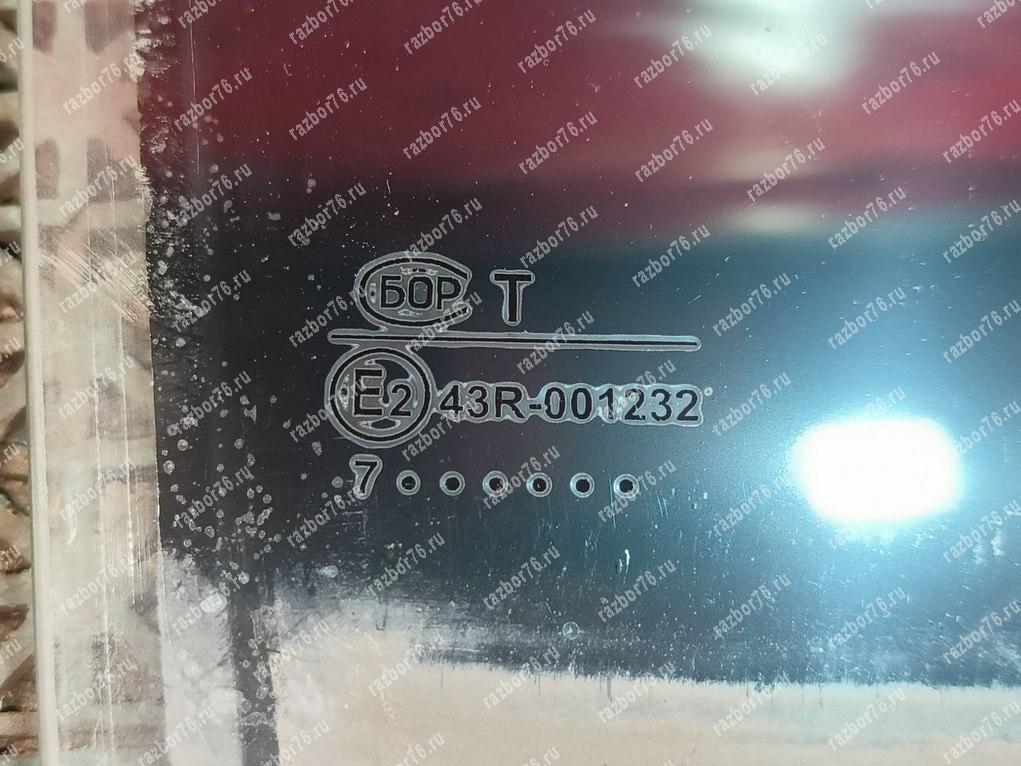 БОР Т
E2 43R-001232
7 ● ● ● ● ● ●
razbor76.ru